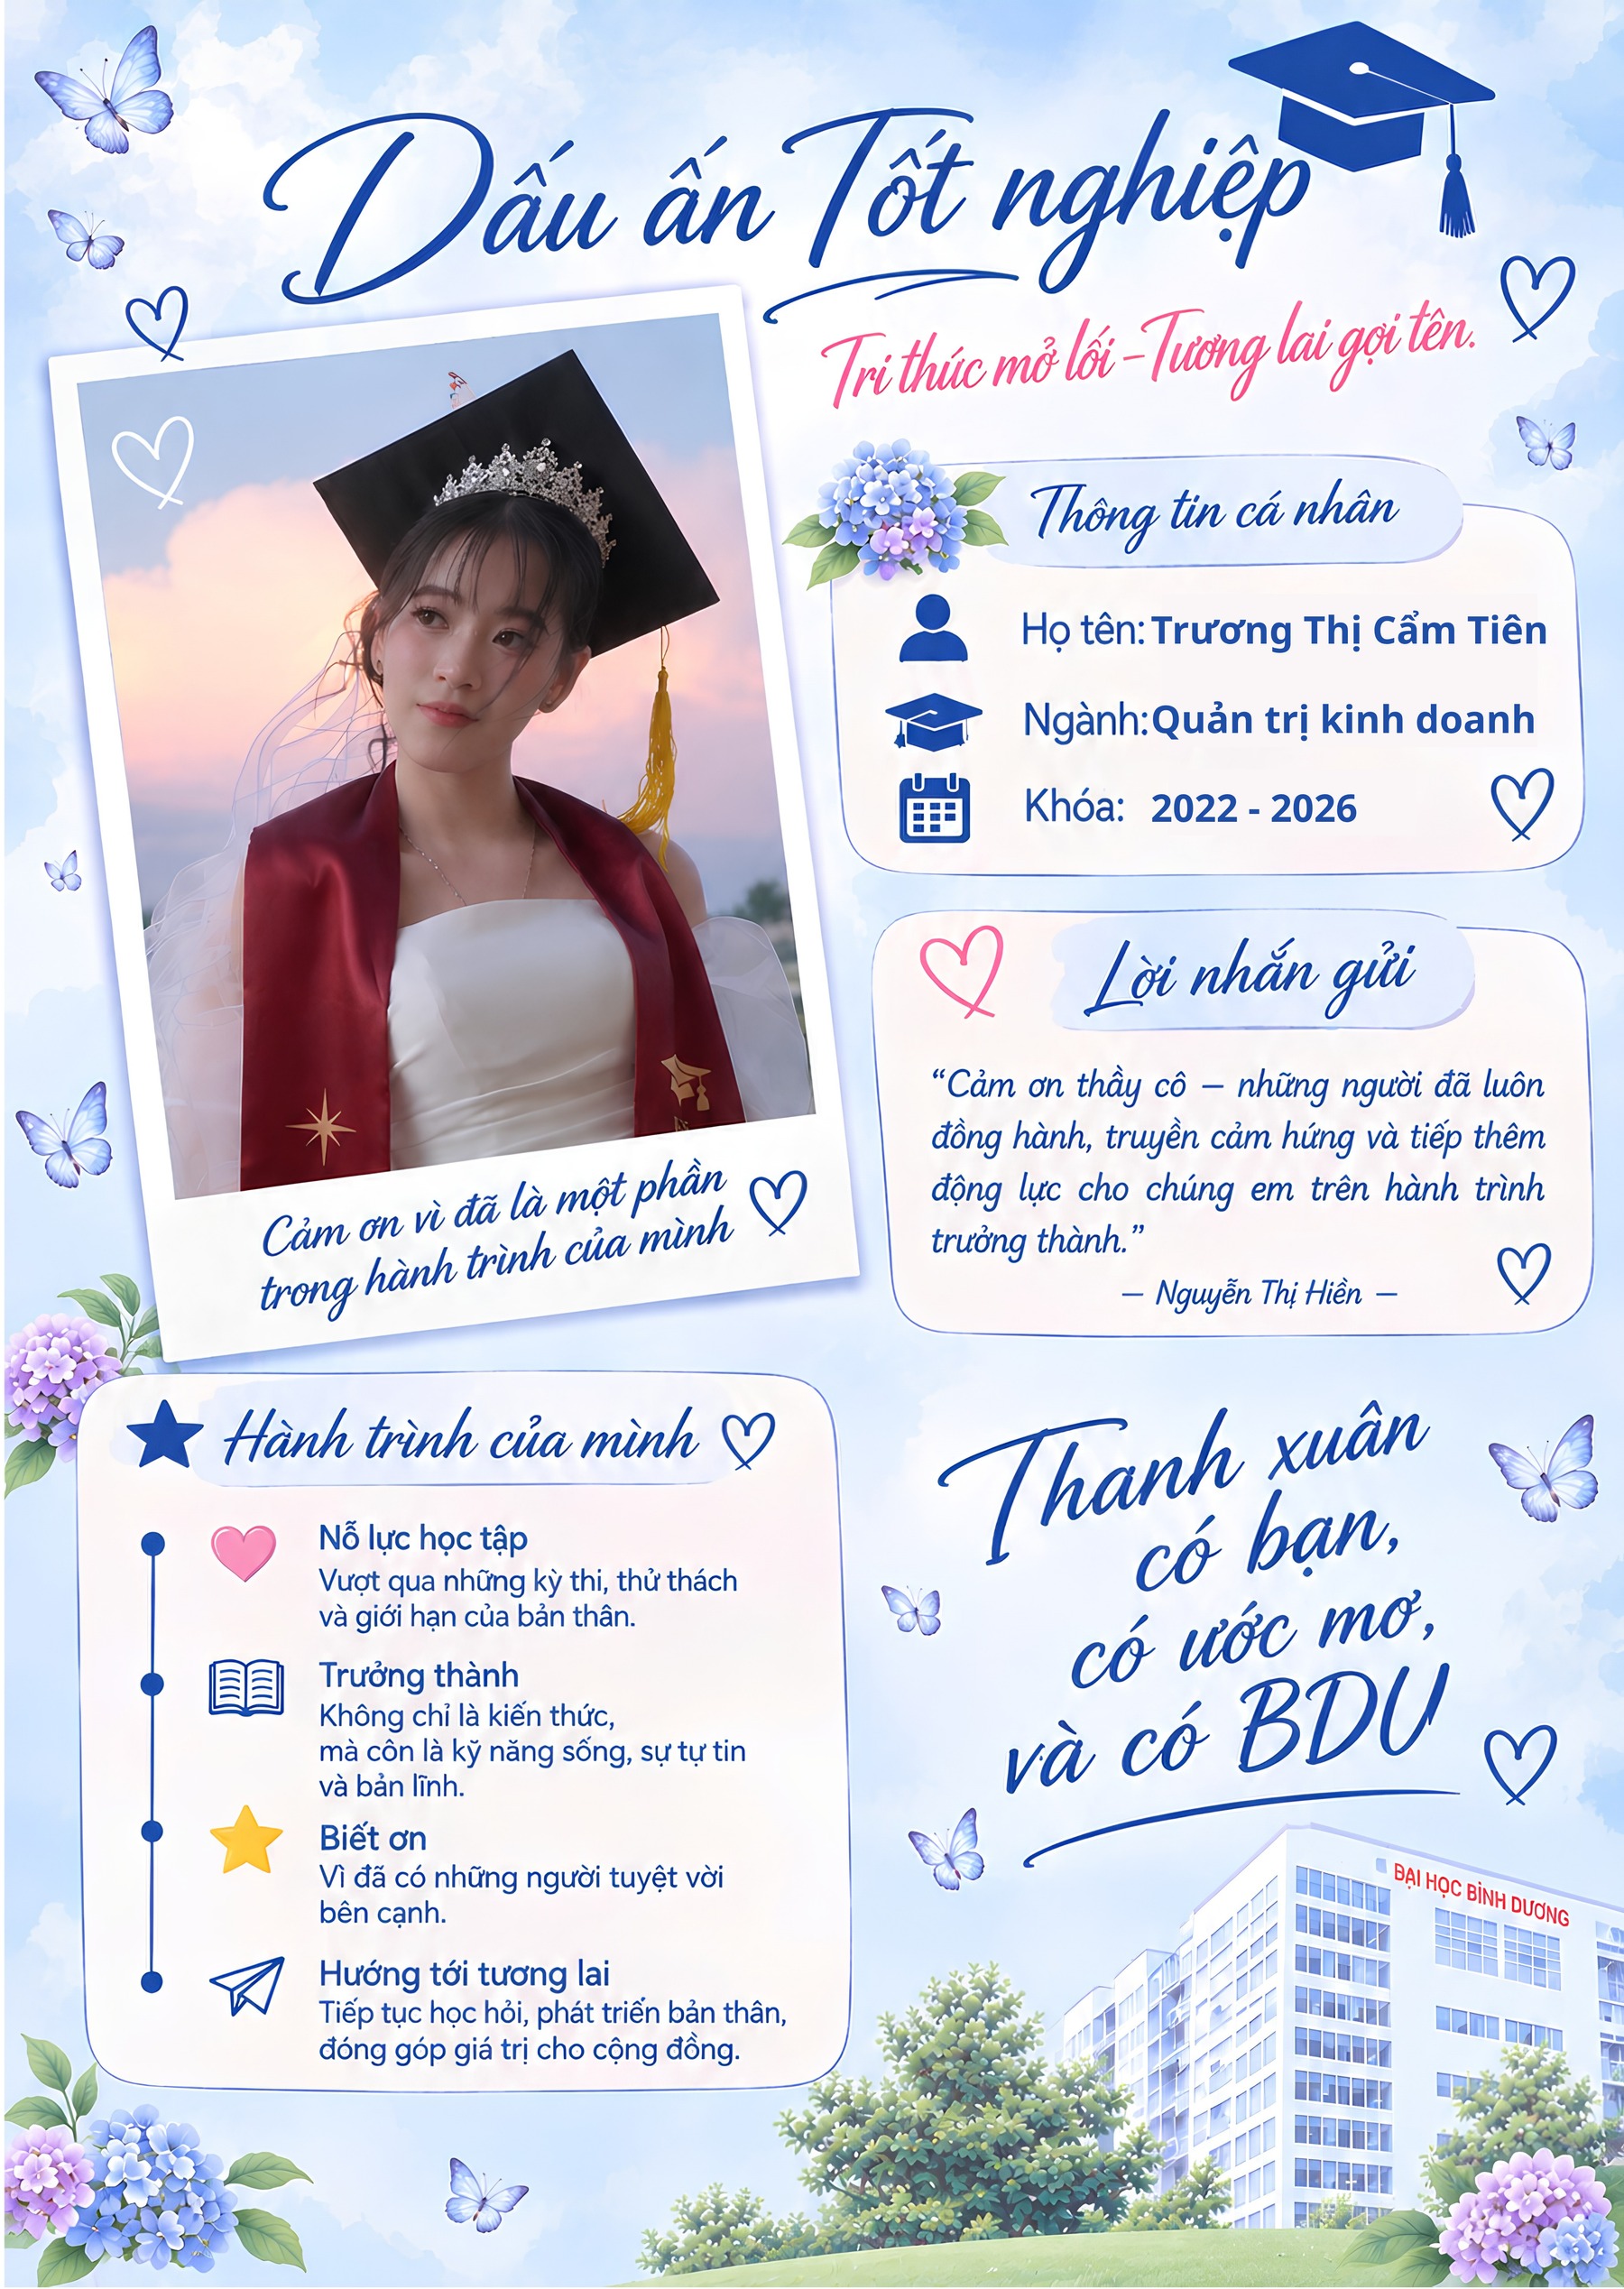 Dấu ấn Tốt nghiệp
Tri thức mở lối - Tương lai gọi tên.
Thông tin cá nhân
Họ tên: Trương Thị Cẩm Tiên
Ngành: Quản trị kinh doanh
Khóa: 2022 - 2026
Lời nhắn gửi
“Cảm ơn thầy cô – những người đã luôn
đồng hành, truyền cảm hứng và tiếp thêm
động lực cho chúng em trên hành trình
trưởng thành.”
– Nguyễn Thị Hiền –
Cảm ơn vì đã là một phần
trong hành trình của mình
Hành trình của mình
Nỗ lực học tập
Vượt qua những kỳ thi, thử thách
và giới hạn của bản thân.
Trưởng thành
Không chỉ là kiến thức,
mà côn là kỹ năng sống, sự tự tin
và bản lĩnh.
Biết ơn
Vì đã có những người tuyệt vời
bên cạnh.
Hướng tới tương lai
Tiếp tục học hỏi, phát triển bản thân,
đóng góp giá trị cho cộng đồng.
Thanh xuân
có bạn,
có ước mơ,
và có BDU
ĐẠI HỌC BÌNH DƯƠNG